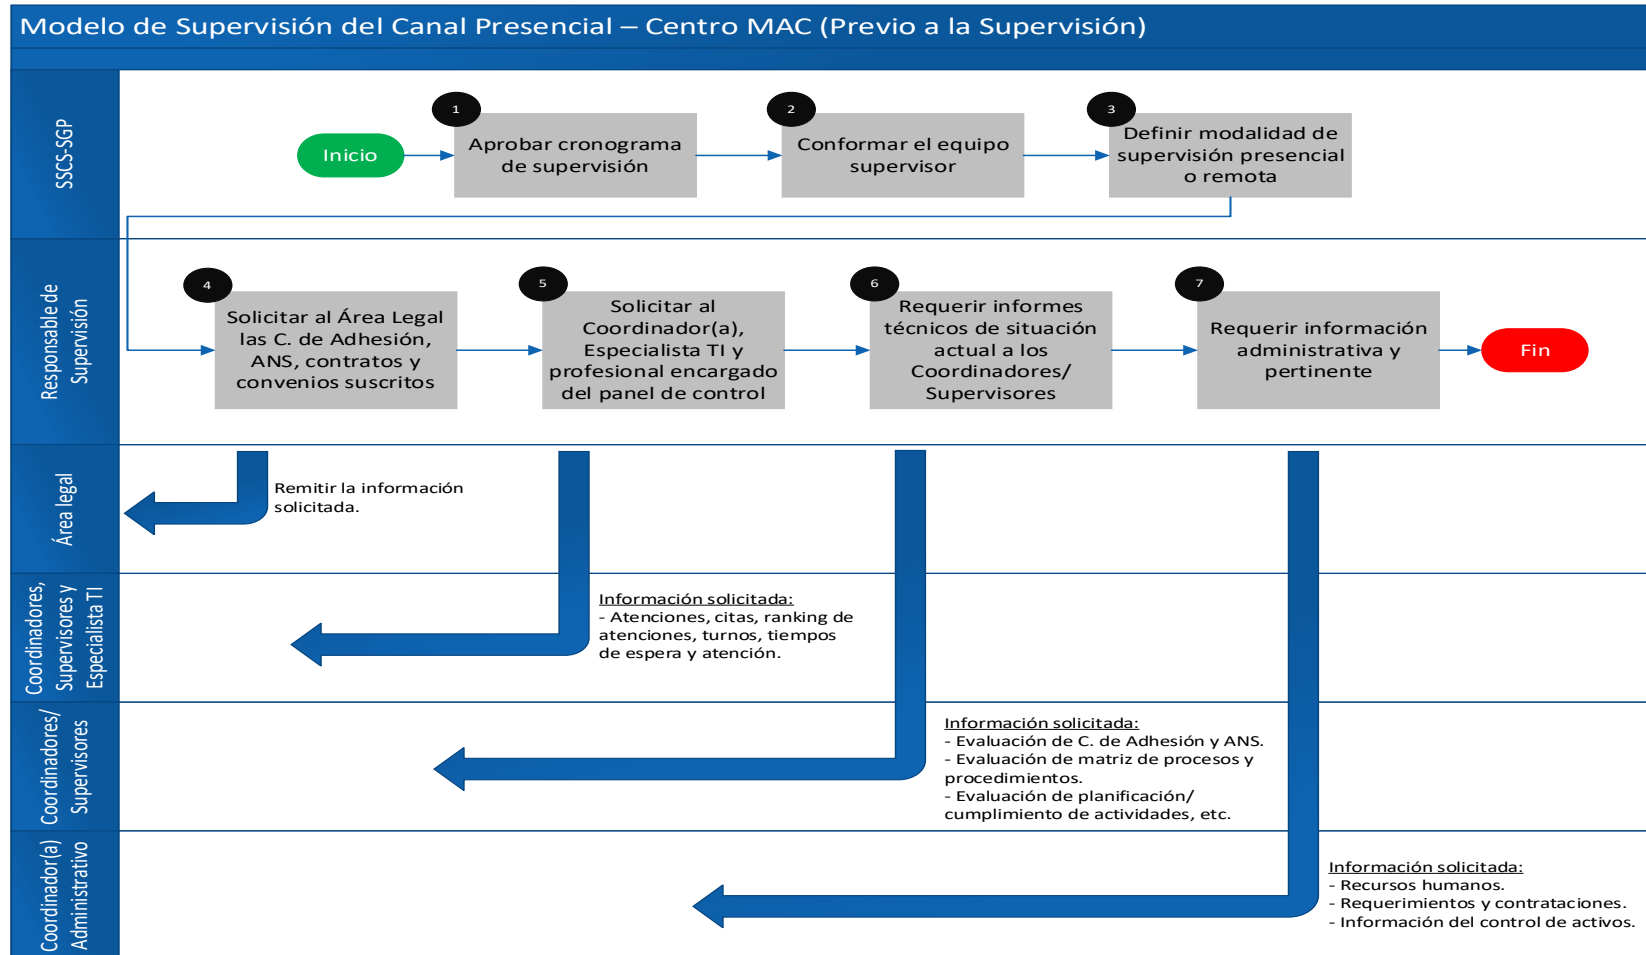 Modelo de Supervisión del Canal Presencial – Centro MAC (Previo a la Supervisión)
SSCS-SGP
Inicio
1
Aprobar cronograma
de supervisión
2
Conformar el equipo
supervisor
3
Definir modalidad de
supervisión presencial
o remota
Responsable de
Supervisión
4
Solicitar al Área Legal
las C. de Adhesión,
ANS, contratos y
convenios suscritos
5
Solicitar al
Coordinador(a),
Especialista TI y
profesional encargado
del panel de control
6
Requerir informes
técnicos de situación
actual a los
Coordinadores/
Supervisores
7
Requerir información
administrativa y
pertinente
Fin
Área legal
Remitir la información
solicitada.
Coordinadores,
Supervisores y
Especialista TI
Información solicitada:
- Atenciones, citas, ranking de
atenciones, turnos, tiempos
de espera y atención.
Coordinadores/
Supervisores
Información solicitada:
- Evaluación de C. de Adhesión y ANS.
- Evaluación de matriz de procesos y
procedimientos.
- Evaluación de planificación/
cumplimiento de actividades, etc.
Coordinador(a)
Administrativo
Información solicitada:
- Recursos humanos.
- Requerimientos y contrataciones.
- Información del control de activos.